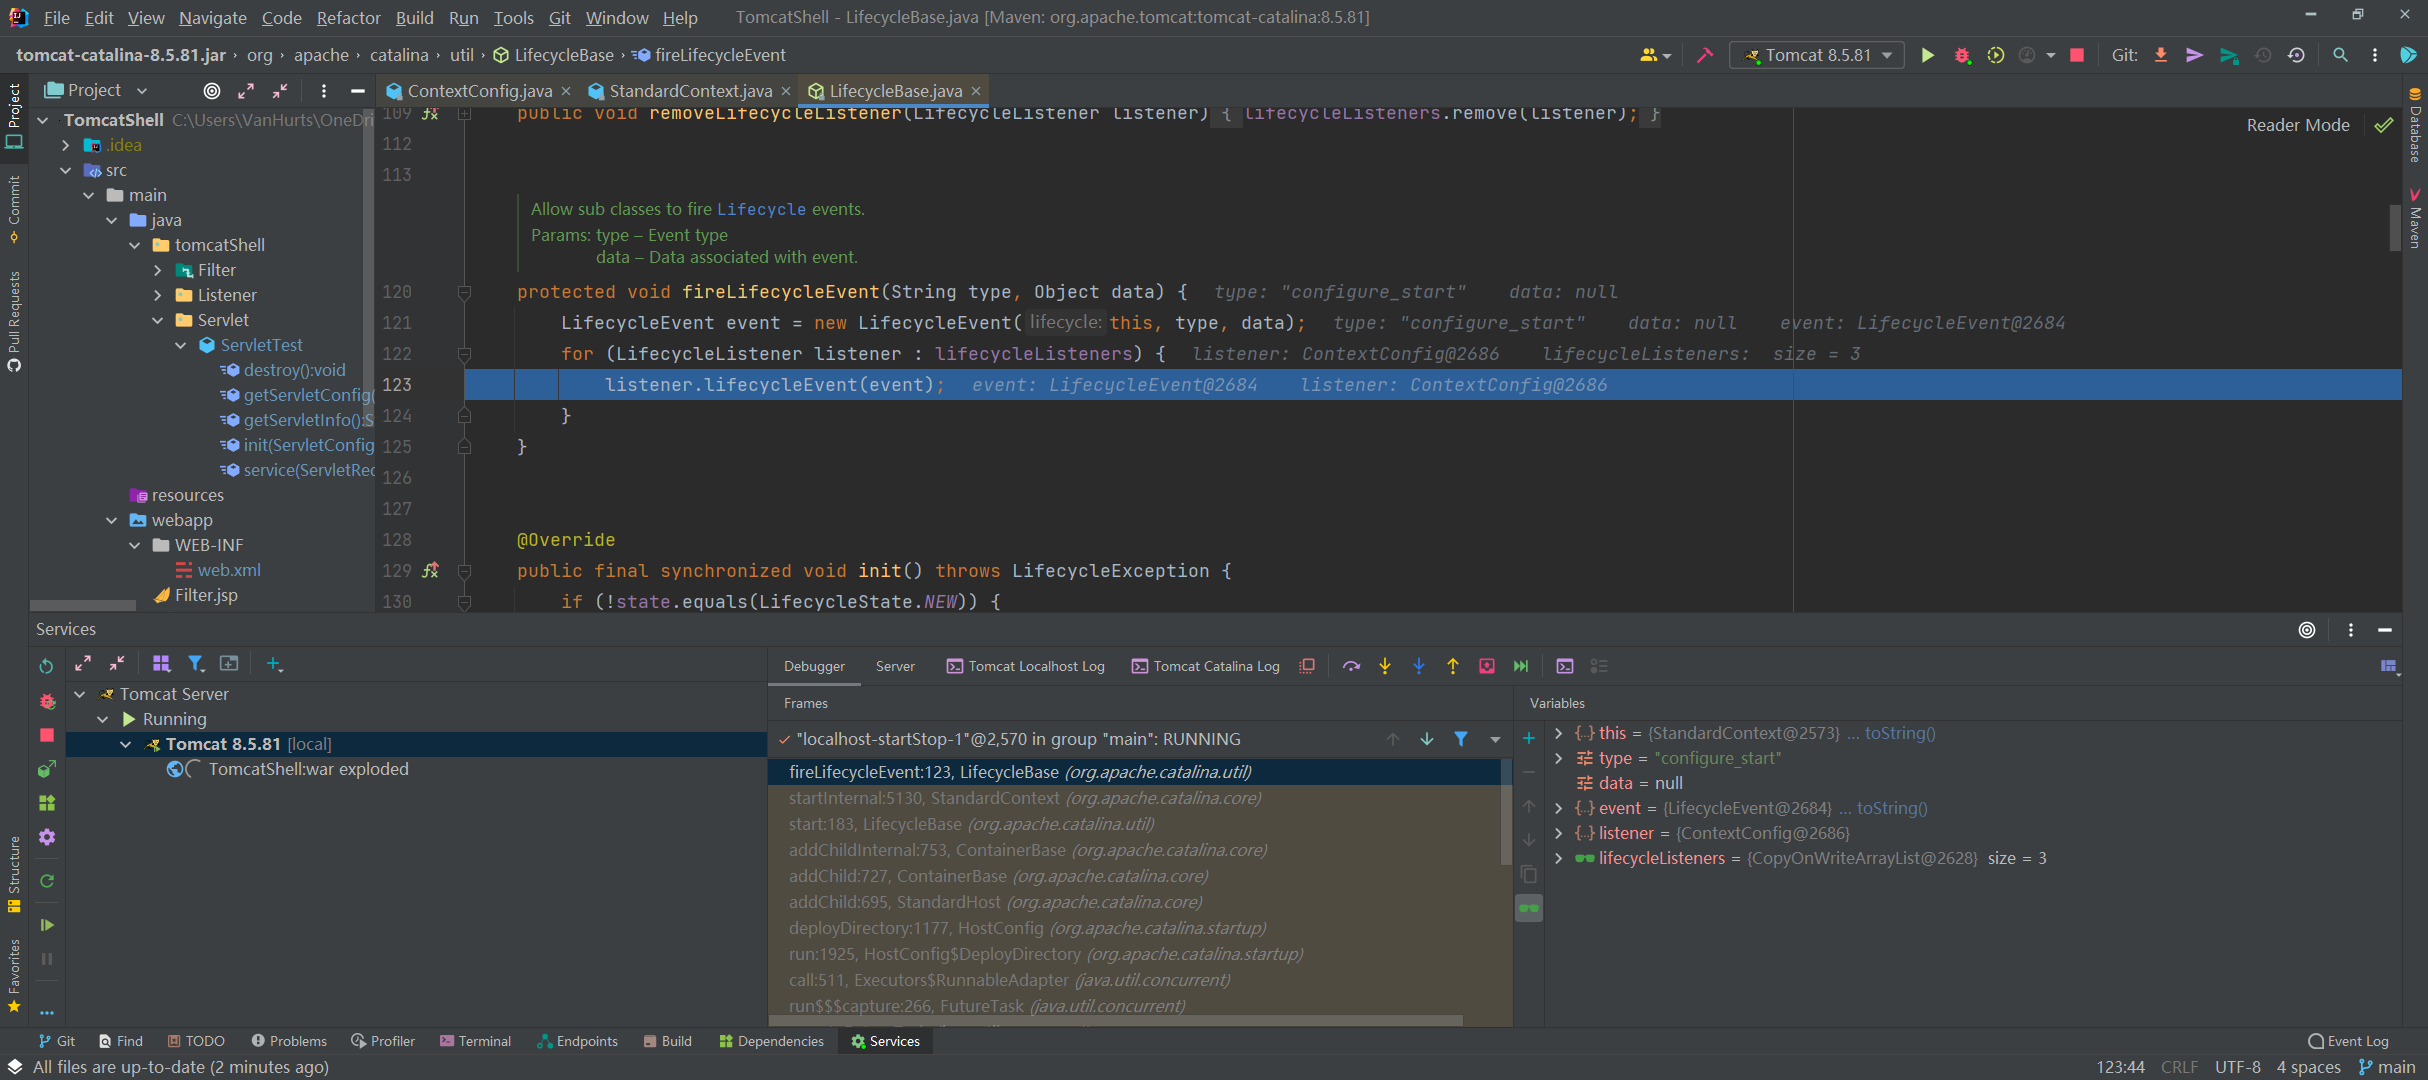 File Edit View Navigate Code Refactor Build Run Tools Git Window Help TomcatShell - LifecycleBase.java [Maven: org.apache.tomcat:tomcat-catalina:8.5.81]
tomcat-catalina-8.5.81.jar › org › apache › catalina › util › LifecycleBase › fireLifecycleEvent Tomcat 8.5.81 Git:
Project ContextConfig.java StandardContext.java LifecycleBase.java
Project
Commit
Pull Requests
Structure
Favorites
TomcatShell C:\Users\VanHurts\OneDri
.idea
src
main
java
tomcatShell
Filter
Listener
Servlet
ServletTest
destroy():void
getServletConfig(
getServletInfo():S
init(ServletConfig
service(ServletRec
resources
webapp
WEB-INF
web.xml
Filter.jsp
Reader Mode
Database
Maven
109 public void removeLifecycleListener(LifecycleListener listener) { lifecycleListeners.remove(listener); }
112
113
Allow sub classes to fire Lifecycle events.
Params: type – Event type
data – Data associated with event.
120 protected void fireLifecycleEvent(String type, Object data) { type: "configure_start" data: null
121 LifecycleEvent event = new LifecycleEvent( lifecycle: this, type, data); type: "configure_start" data: null event: LifecycleEvent@2684
122 for (LifecycleListener listener : lifecycleListeners) { listener: ContextConfig@2686 lifecycleListeners: size = 3
123 listener.lifecycleEvent(event); event: LifecycleEvent@2684 listener: ContextConfig@2686
124 }
125 }
126
127
128 @Override
129 public final synchronized void init() throws LifecycleException {
130 if (!state.equals(LifecycleState.NEW)) {
Services
Tomcat Server
Running
Tomcat 8.5.81 [local]
TomcatShell:war exploded
Debugger Server Tomcat Localhost Log Tomcat Catalina Log
Frames
"localhost-startStop-1"@2,570 in group "main": RUNNING
fireLifecycleEvent:123, LifecycleBase (org.apache.catalina.util)
startInternal:5130, StandardContext (org.apache.catalina.core)
start:183, LifecycleBase (org.apache.catalina.util)
addChildInternal:753, ContainerBase (org.apache.catalina.core)
addChild:727, ContainerBase (org.apache.catalina.core)
addChild:695, StandardHost (org.apache.catalina.core)
deployDirectory:1177, HostConfig (org.apache.catalina.startup)
run:1925, HostConfig$DeployDirectory (org.apache.catalina.startup)
call:511, Executors$RunnableAdapter (java.util.concurrent)
run$$$capture:266, FutureTask (java.util.concurrent)
Variables
this = {StandardContext@2573} ... toString()
type = "configure_start"
data = null
event = {LifecycleEvent@2684} ... toString()
listener = {ContextConfig@2686}
lifecycleListeners = {CopyOnWriteArrayList@2628} size = 3
Git Find TODO Problems Profiler Terminal Endpoints Build Dependencies Services Event Log
All files are up-to-date (2 minutes ago) 123:44 CRLF UTF-8 4 spaces main